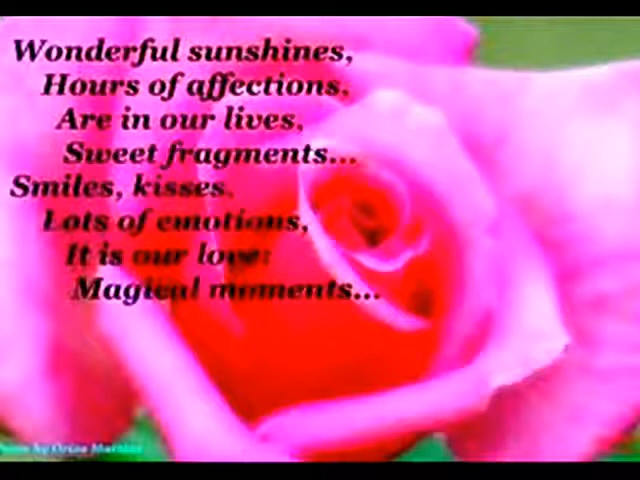 Wonderful sunshines,
Hours of affections,
Are in our lives,
Sweet fragments...
Smiles, kisses,
Lots of emotions,
It is our love:
Magical moments...
by